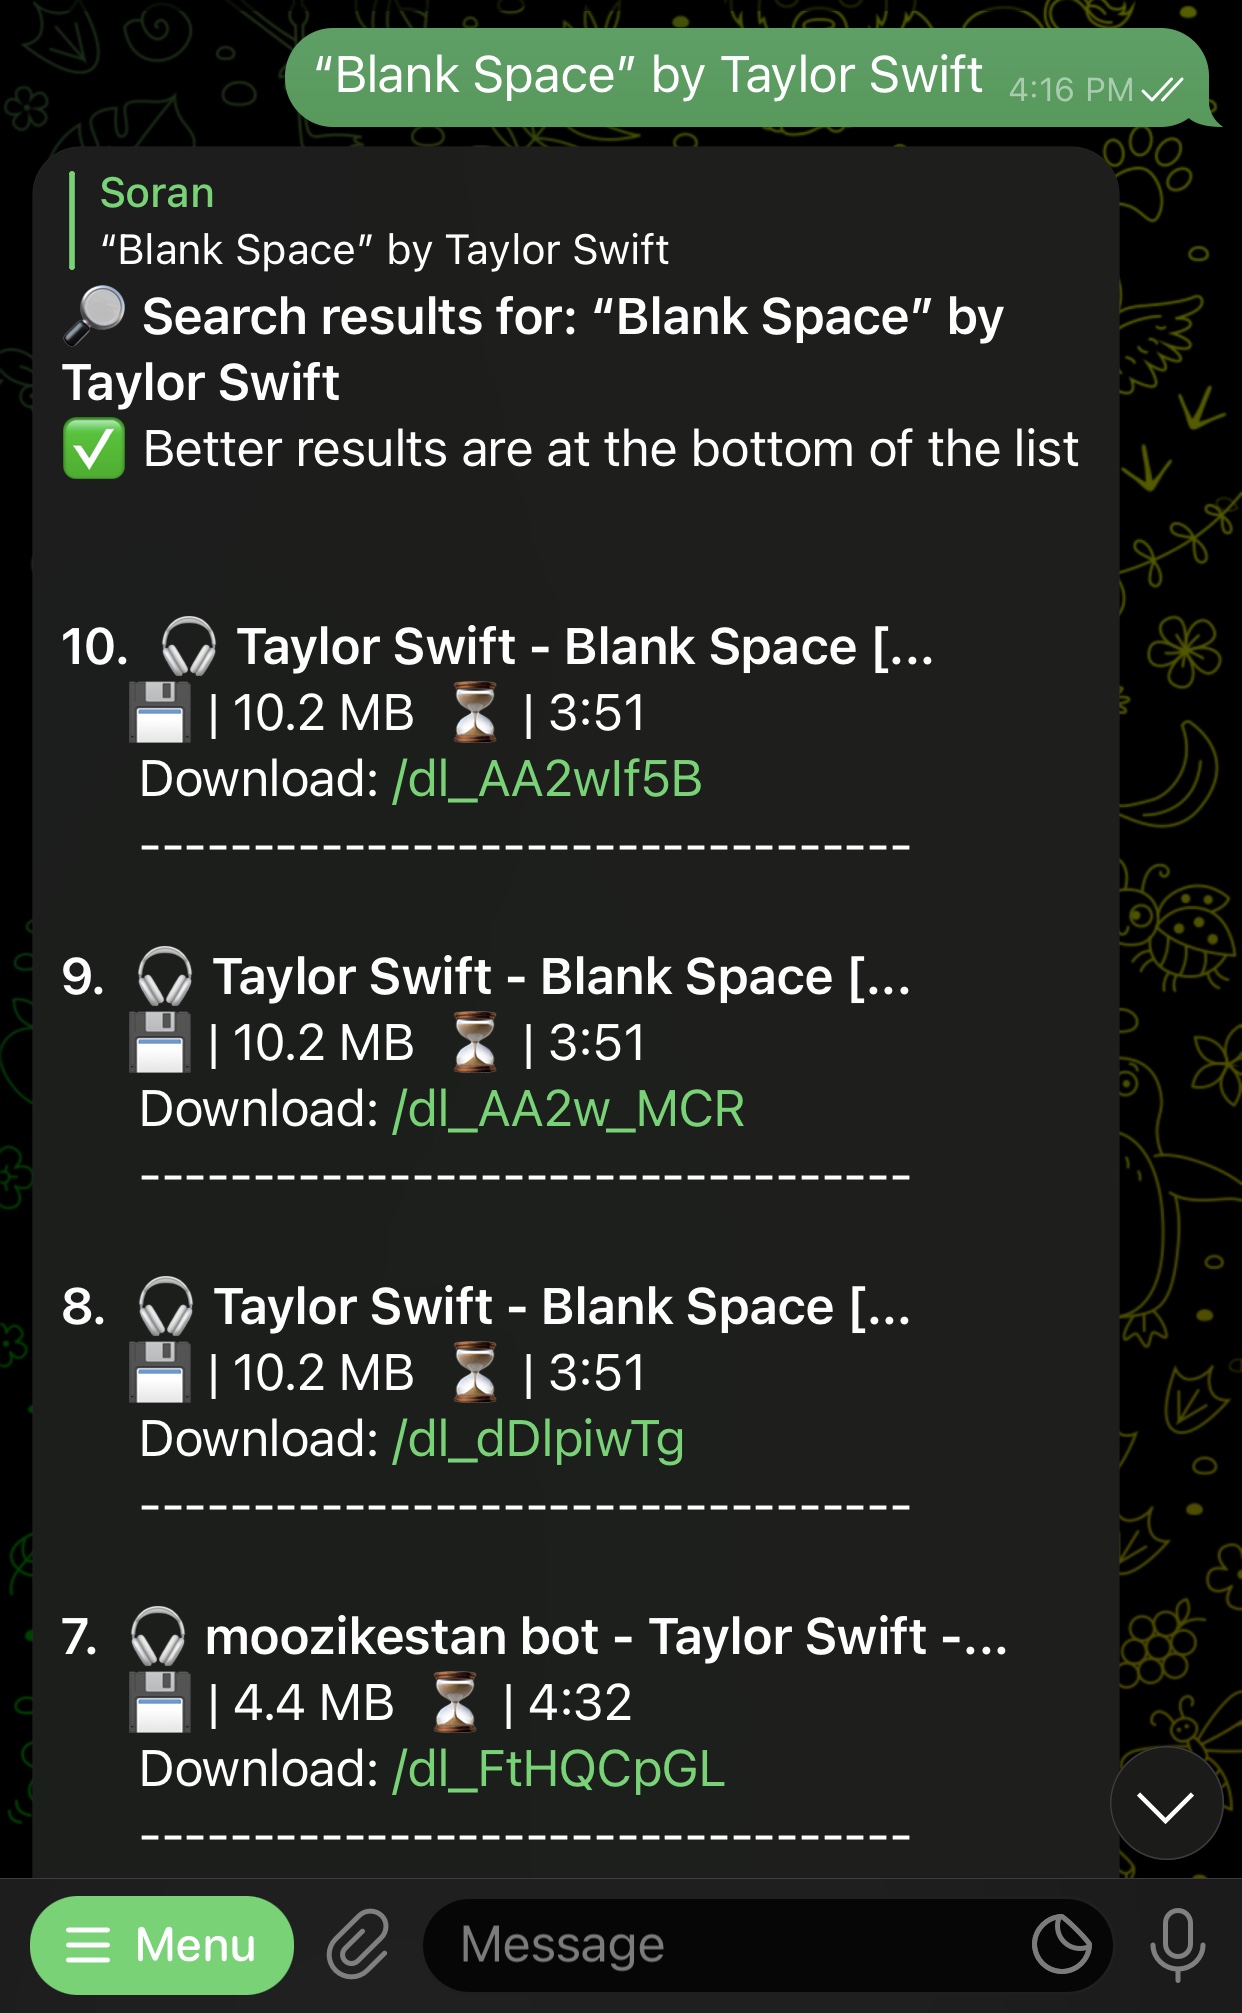 “Blank Space” by Taylor Swift 4:16 PM
Soran
“Blank Space” by Taylor Swift
🔎 Search results for: “Blank Space” by
Taylor Swift
✅ Better results are at the bottom of the list
10. 🎧 Taylor Swift - Blank Space [...
💾 | 10.2 MB ⏳ | 3:51
Download: /dl_AA2wIf5B
----------------------------------
9. 🎧 Taylor Swift - Blank Space [...
💾 | 10.2 MB ⏳ | 3:51
Download: /dl_AA2w_MCR
----------------------------------
8. 🎧 Taylor Swift - Blank Space [...
💾 | 10.2 MB ⏳ | 3:51
Download: /dl_dDlpiwTg
----------------------------------
7. 🎧 moozikestan bot - Taylor Swift -...
💾 | 4.4 MB ⏳ | 4:32
Download: /dl_FtHQCpGL
----------------------------------
Menu
Message